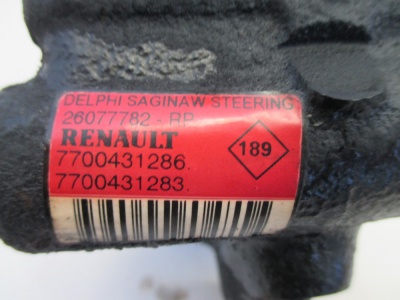 DELPHI SAGINAW STEERING
26077782 - RP
RENAULT
189
7700431286.
7700431283.